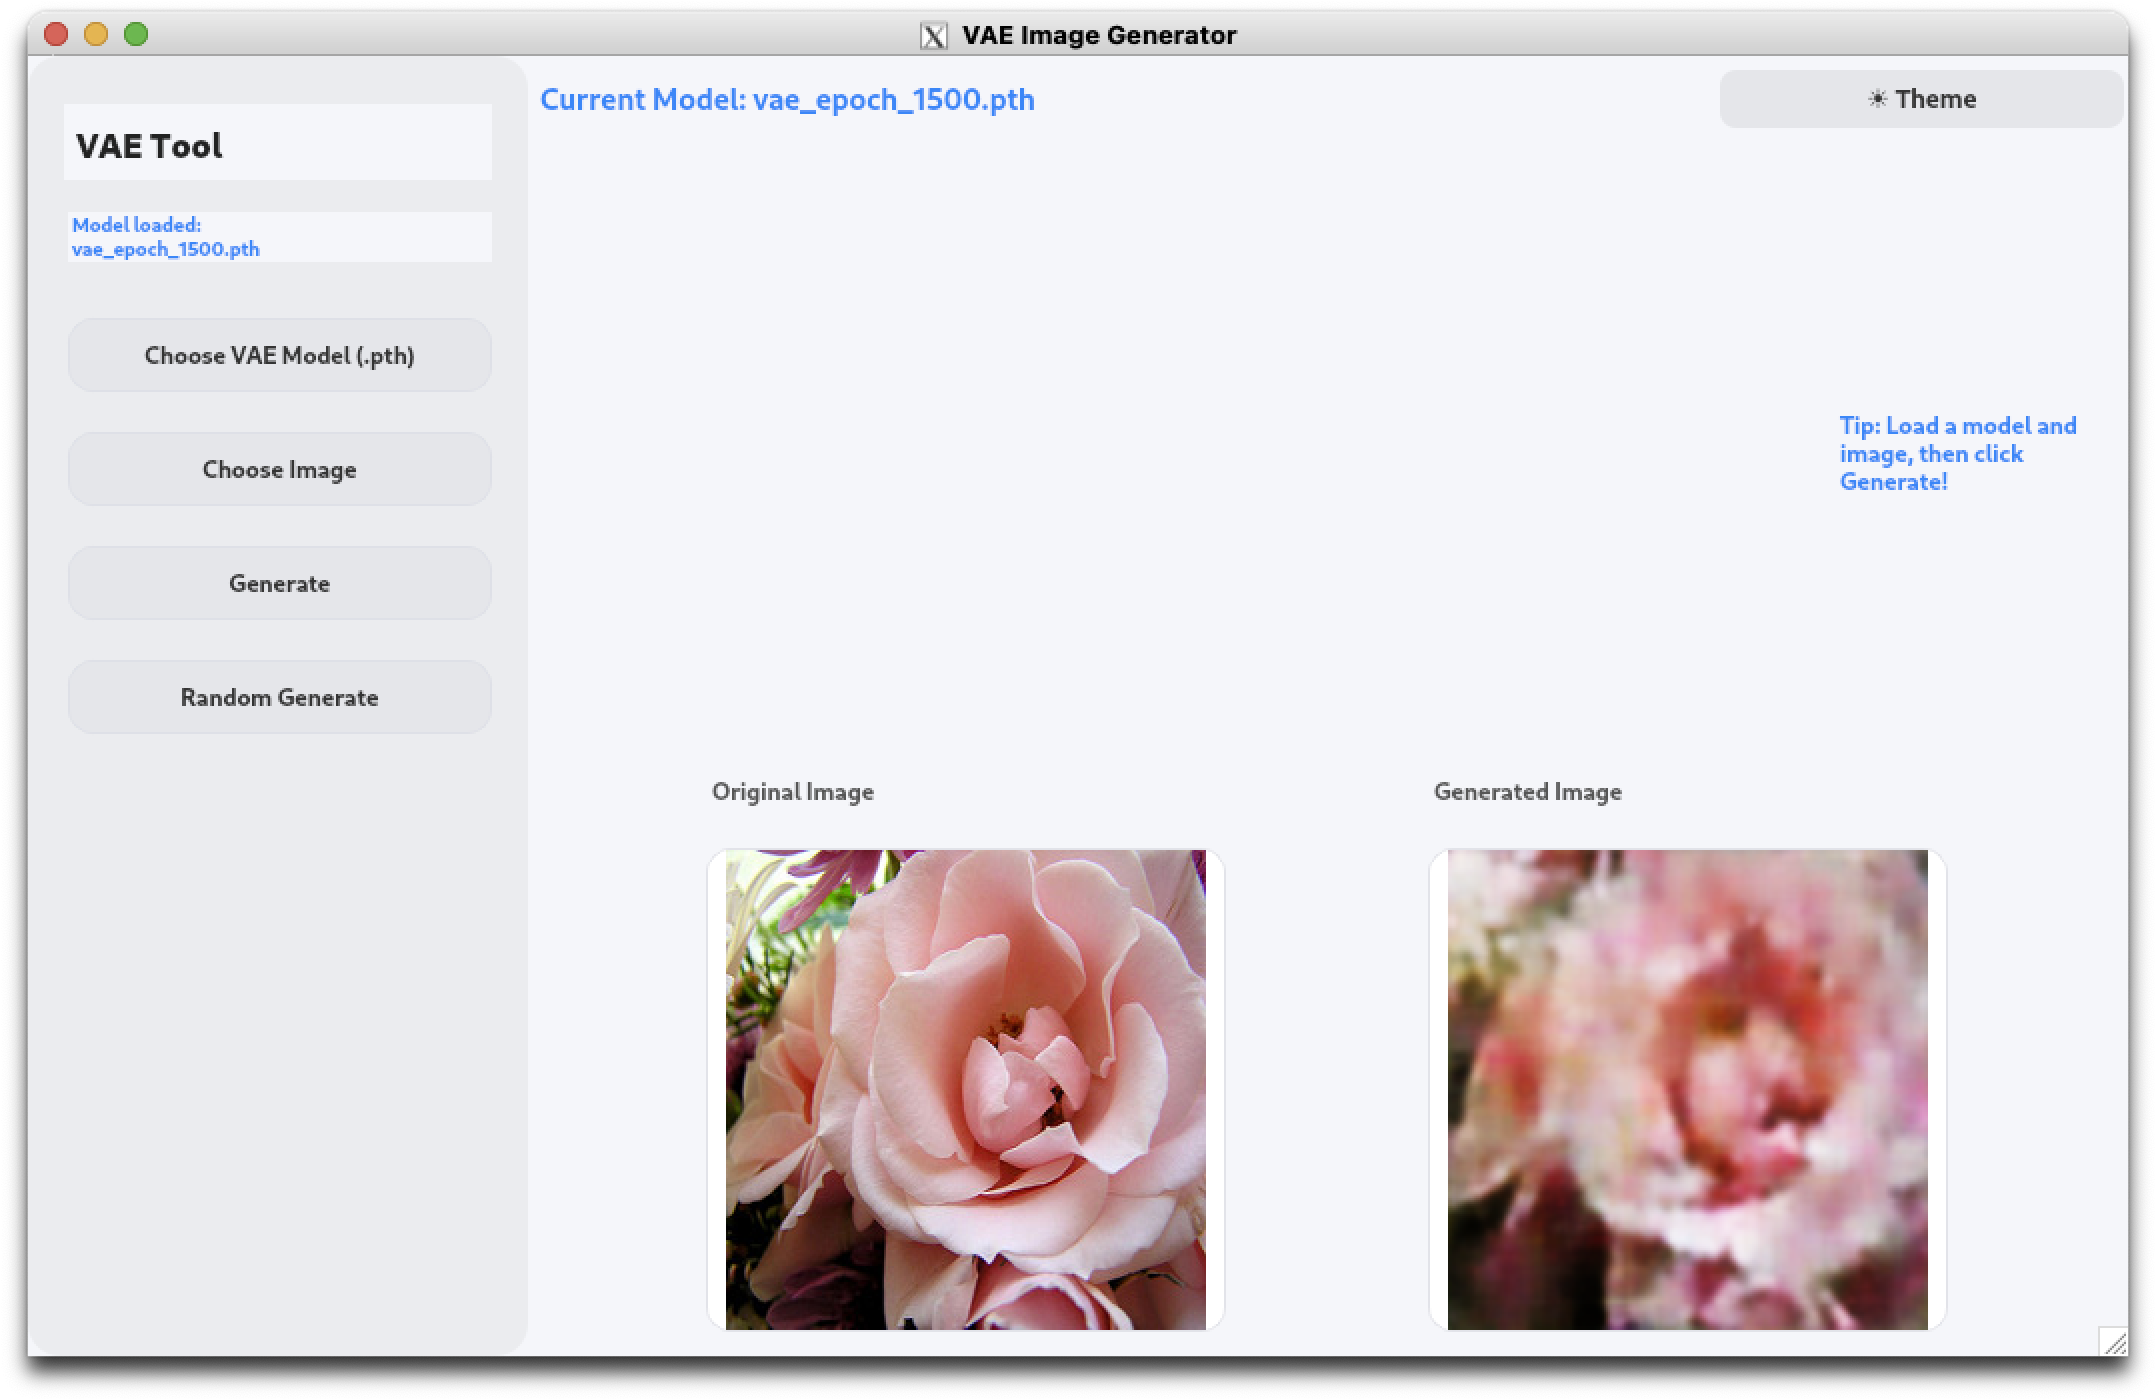 VAE Image Generator
VAE Tool
Model loaded:
vae_epoch_1500.pth
Choose VAE Model (.pth)
Choose Image
Generate
Random Generate
Current Model: vae_epoch_1500.pth
☀ Theme
Tip: Load a model and
image, then click
Generate!
Original Image
Generated Image